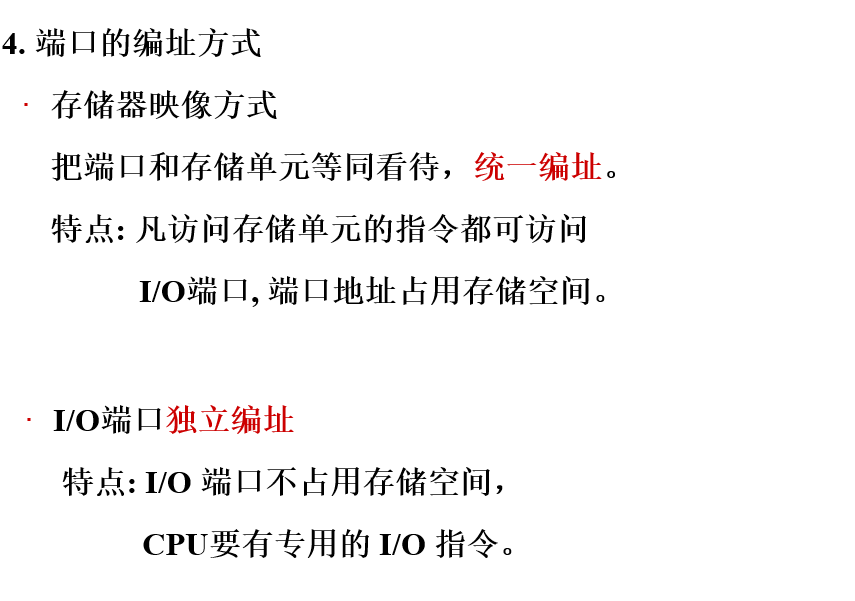 4. 端口的编址方式
· 存储器映像方式
把端口和存储单元等同看待，统一编址。
特点: 凡访问存储单元的指令都可访问
I/O端口, 端口地址占用存储空间。
· I/O端口独立编址
特点: I/O 端口不占用存储空间，
CPU要有专用的 I/O 指令。